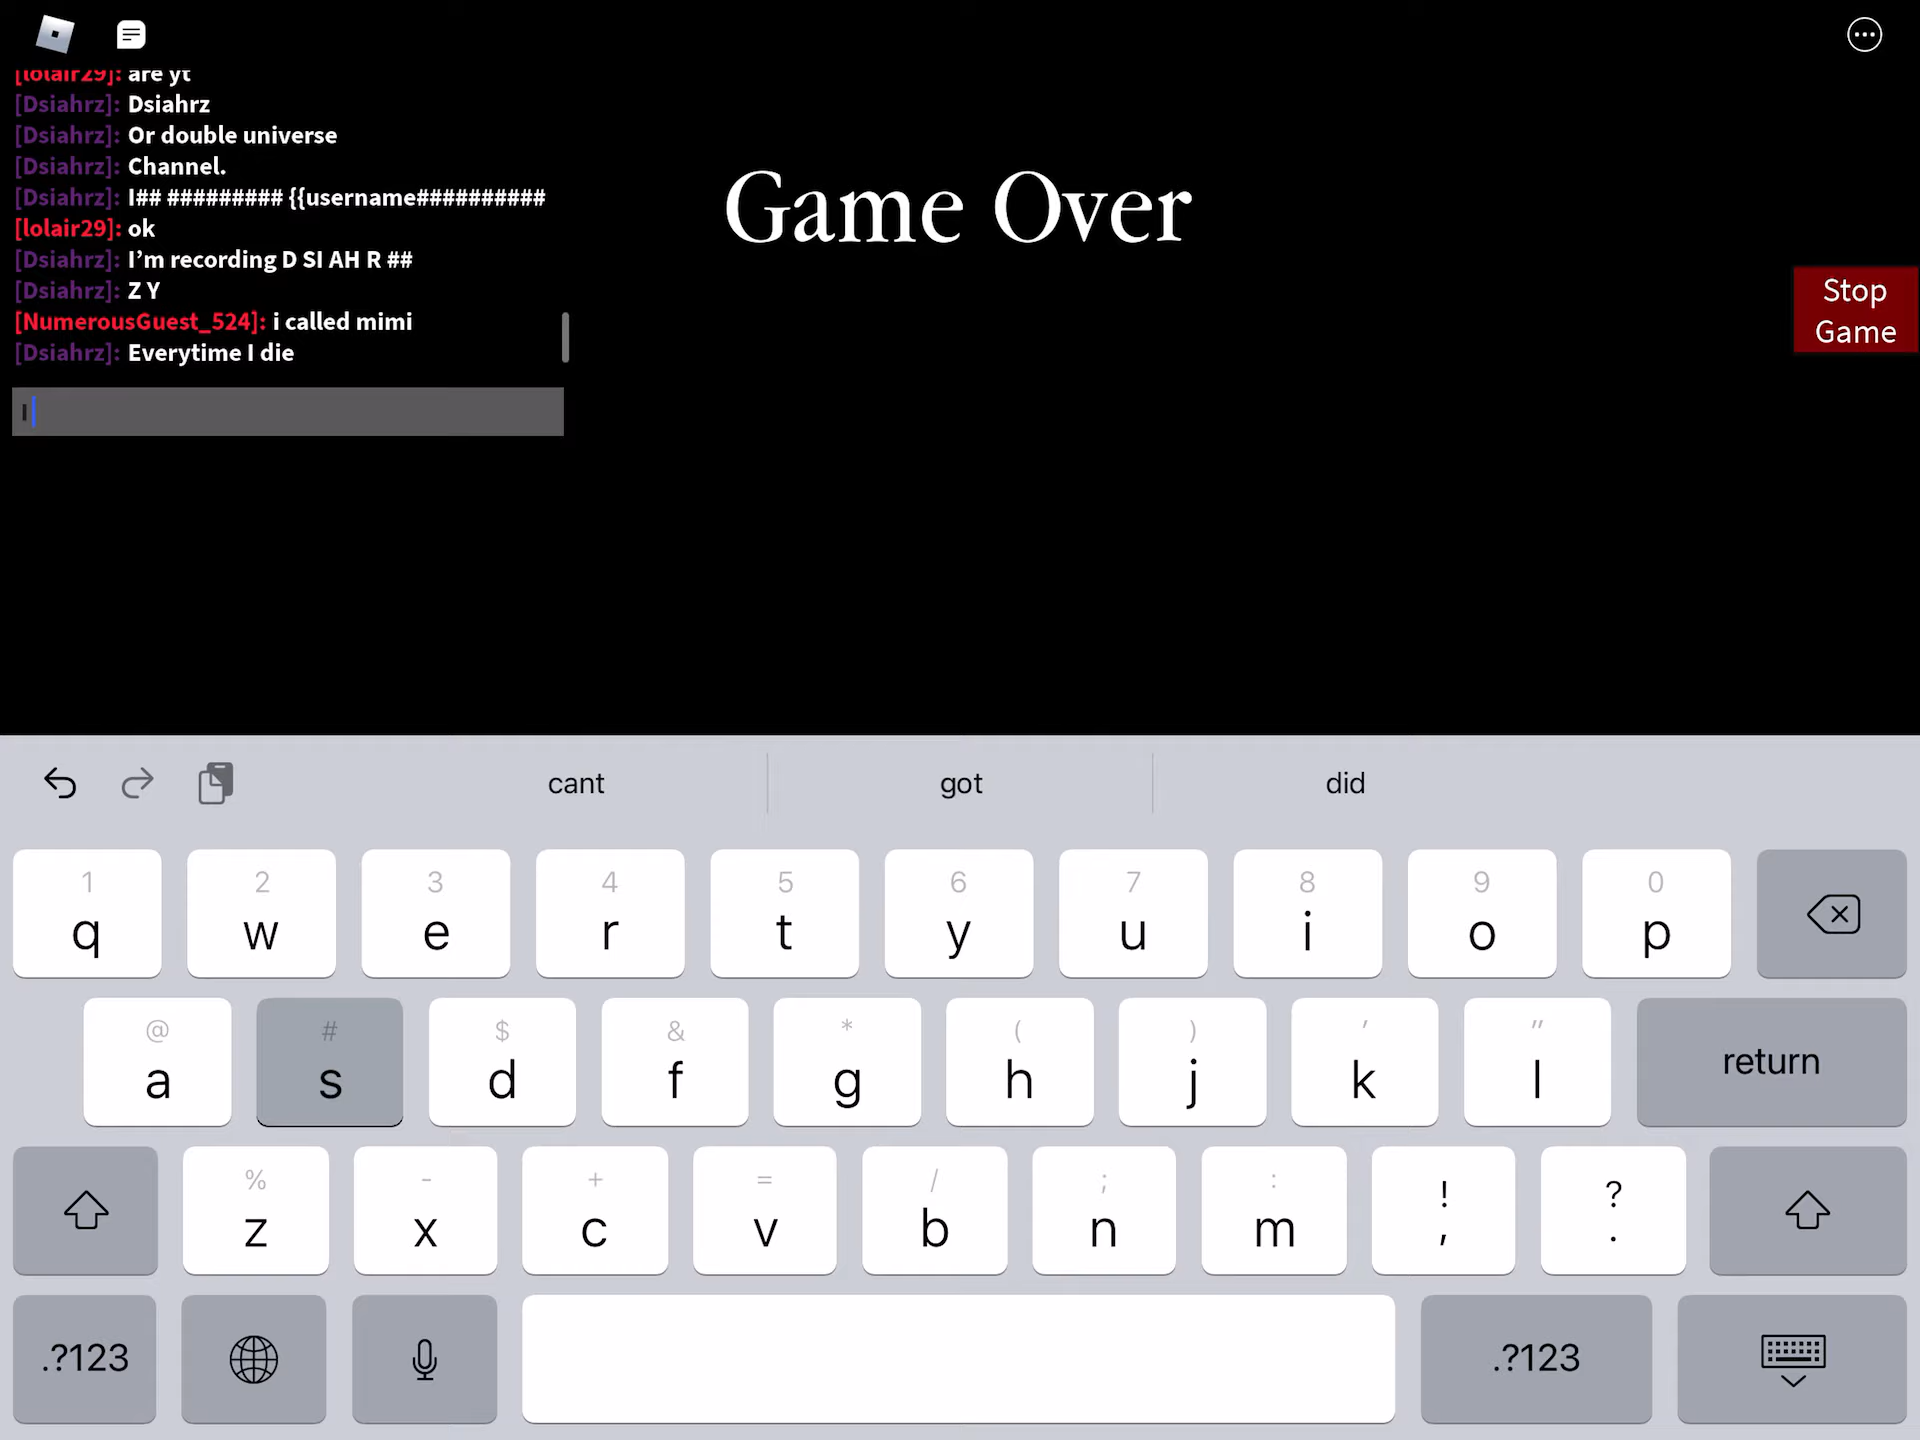 [lolair29]: are yt
[Dsiahrz]: Dsiahrz
[Dsiahrz]: Or double universe
[Dsiahrz]: Channel.
[Dsiahrz]: I## ######### {{username##########
[lolair29]: ok
[Dsiahrz]: I’m recording D SI AH R ##
[Dsiahrz]: Z Y
[NumerousGuest_524]: i called mimi
[Dsiahrz]: Everytime I die
I
Game Over
Stop
Game
cant got did
1 2 3 4 5 6 7 8 9 0
q w e r t y u i o p
@ # $ & * ( ) ' "
a s d f g h j k l return
% - + = / ; : ! ?
z x c v b n m , .
.?123 .?123